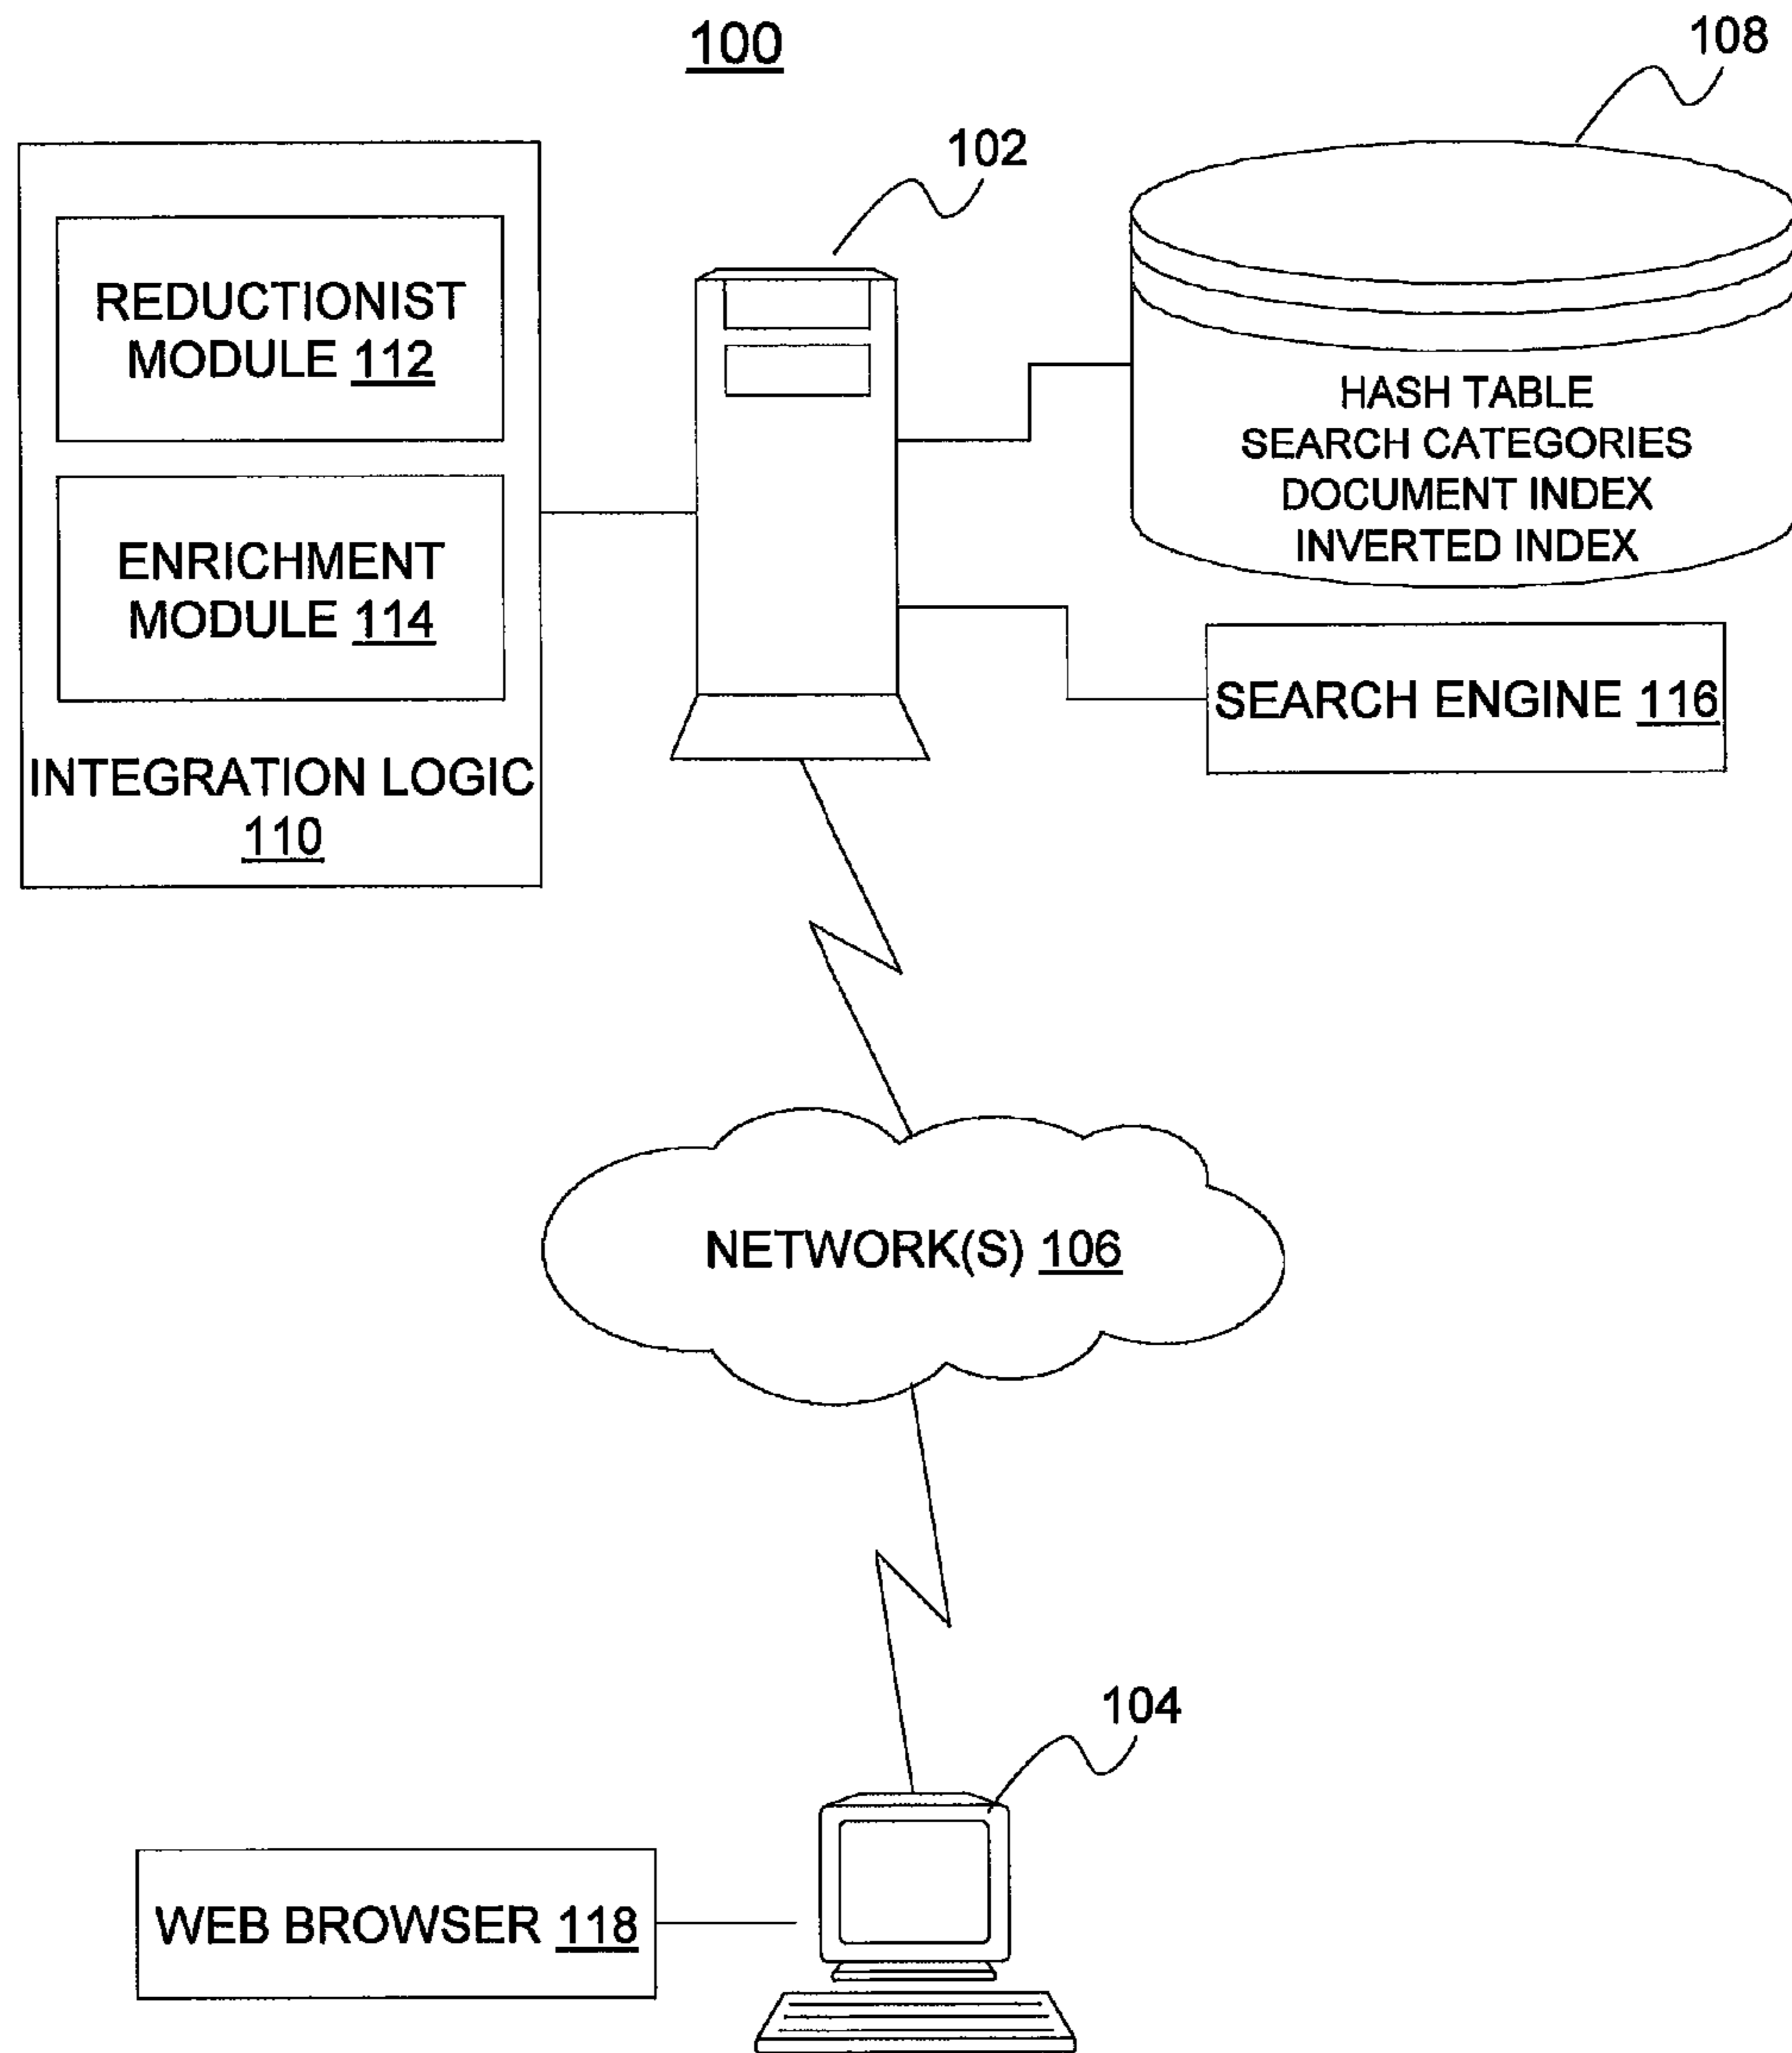 100
108
102
REDUCTIONIST
MODULE 112
ENRICHMENT
MODULE 114
INTEGRATION LOGIC
110
HASH TABLE
SEARCH CATEGORIES
DOCUMENT INDEX
INVERTED INDEX
SEARCH ENGINE 116
NETWORK(S) 106
104
WEB BROWSER 118